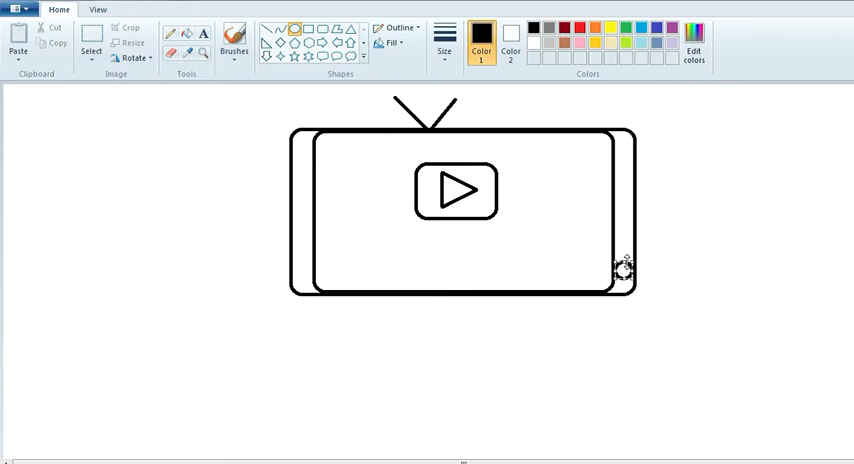 Home View
Paste
Cut
Copy
Clipboard
Select
Crop
Resize
Rotate
Image
A
Tools
Brushes
Outline
Fill
Shapes
Size
Color 1
Color 2
Edit colors
Colors